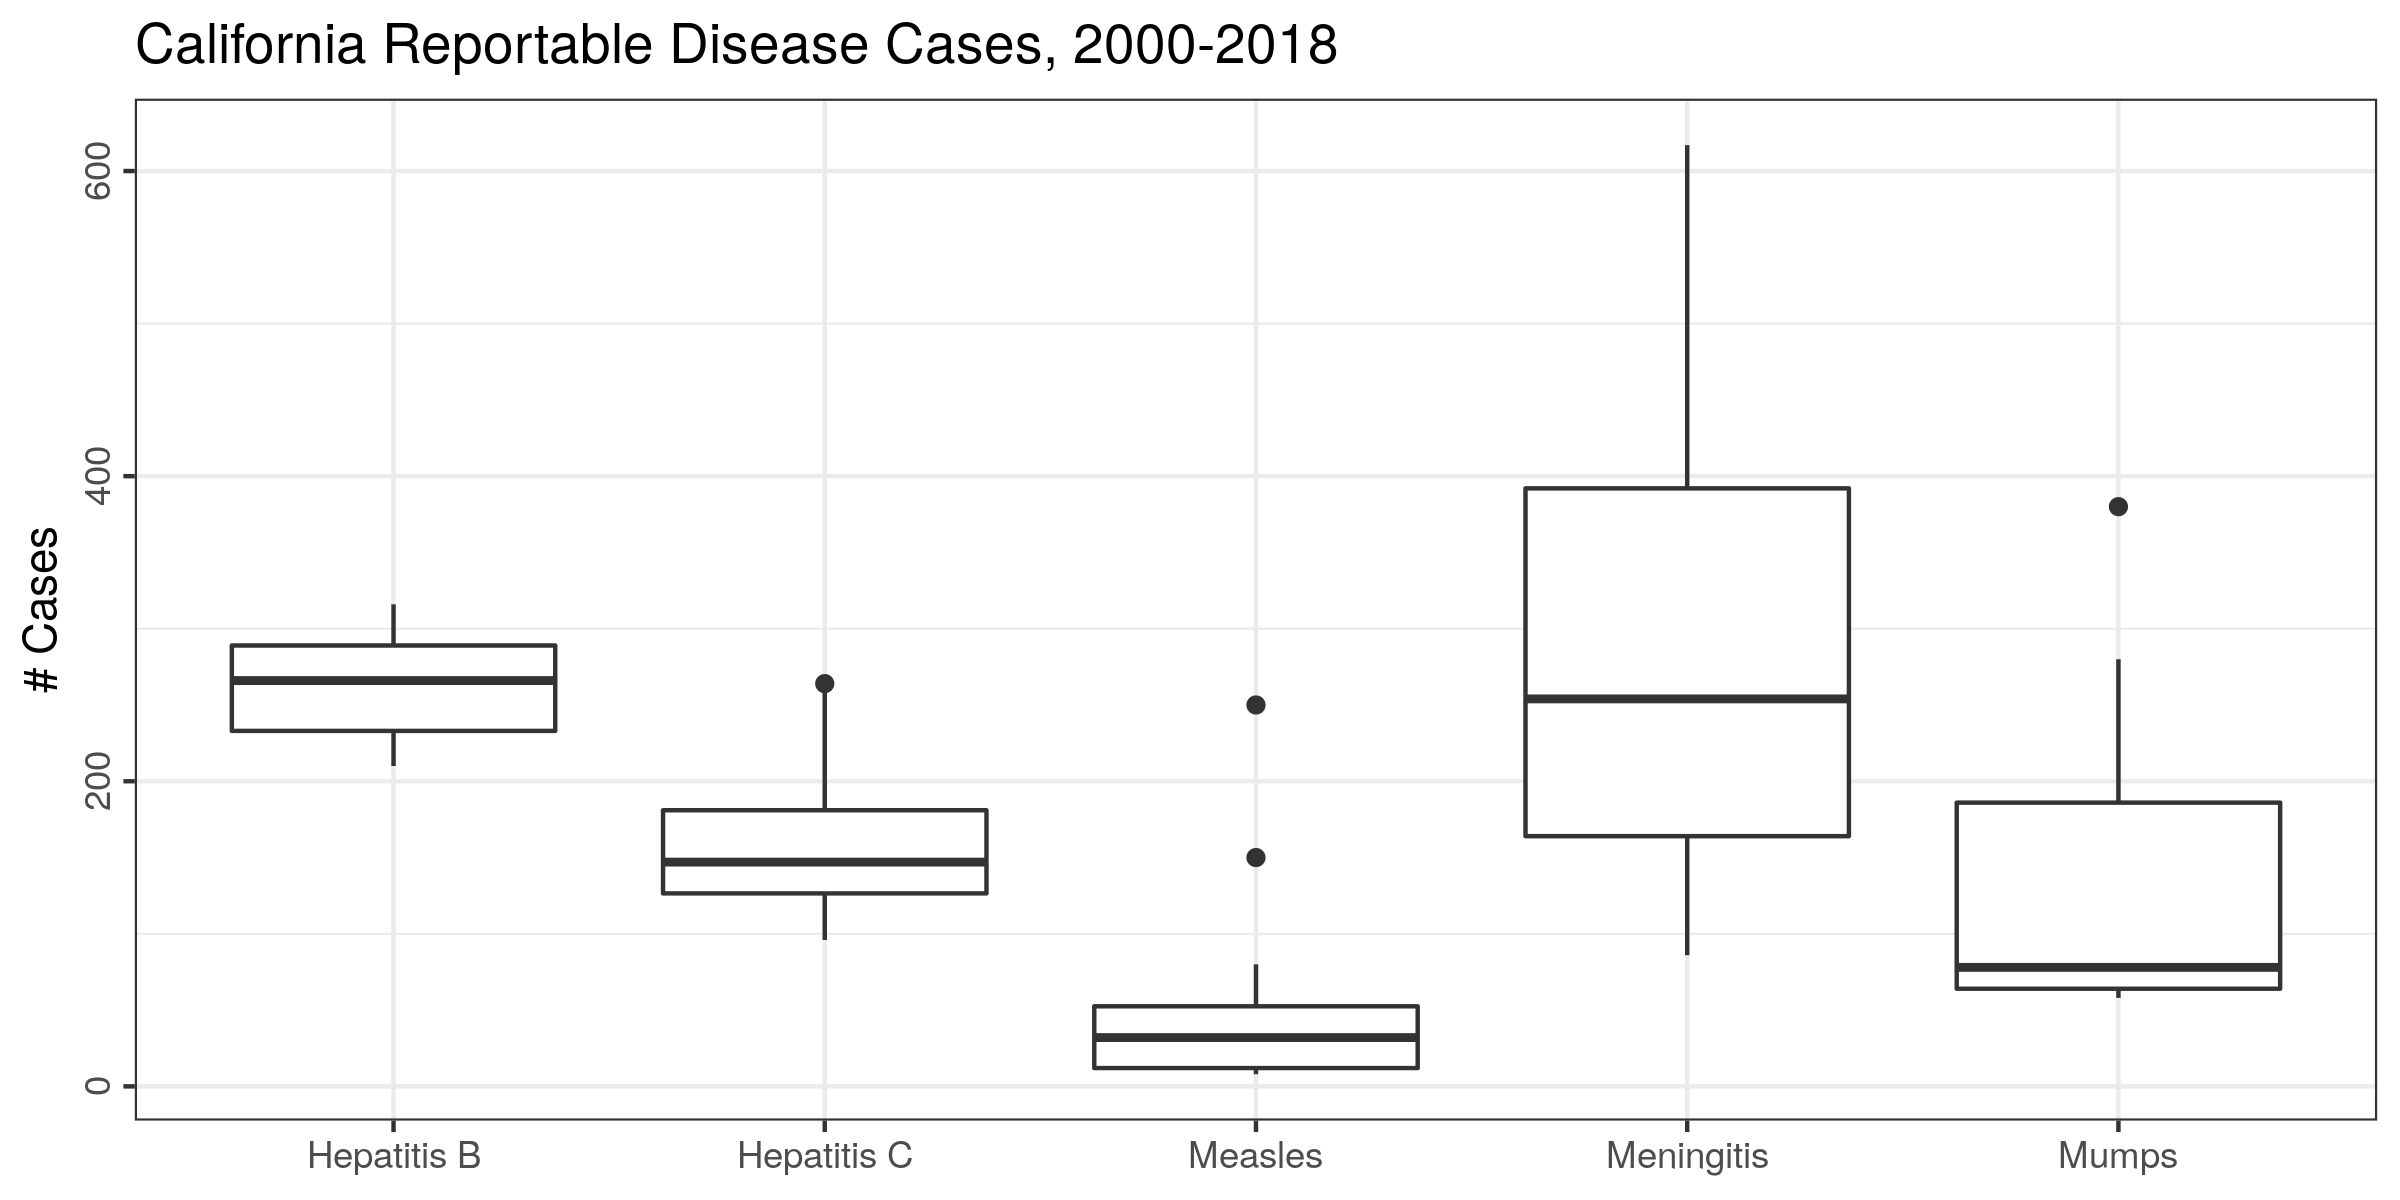 California Reportable Disease Cases, 2000-2018
# Cases
600
400
200
0
Hepatitis B
Hepatitis C
Measles
Meningitis
Mumps